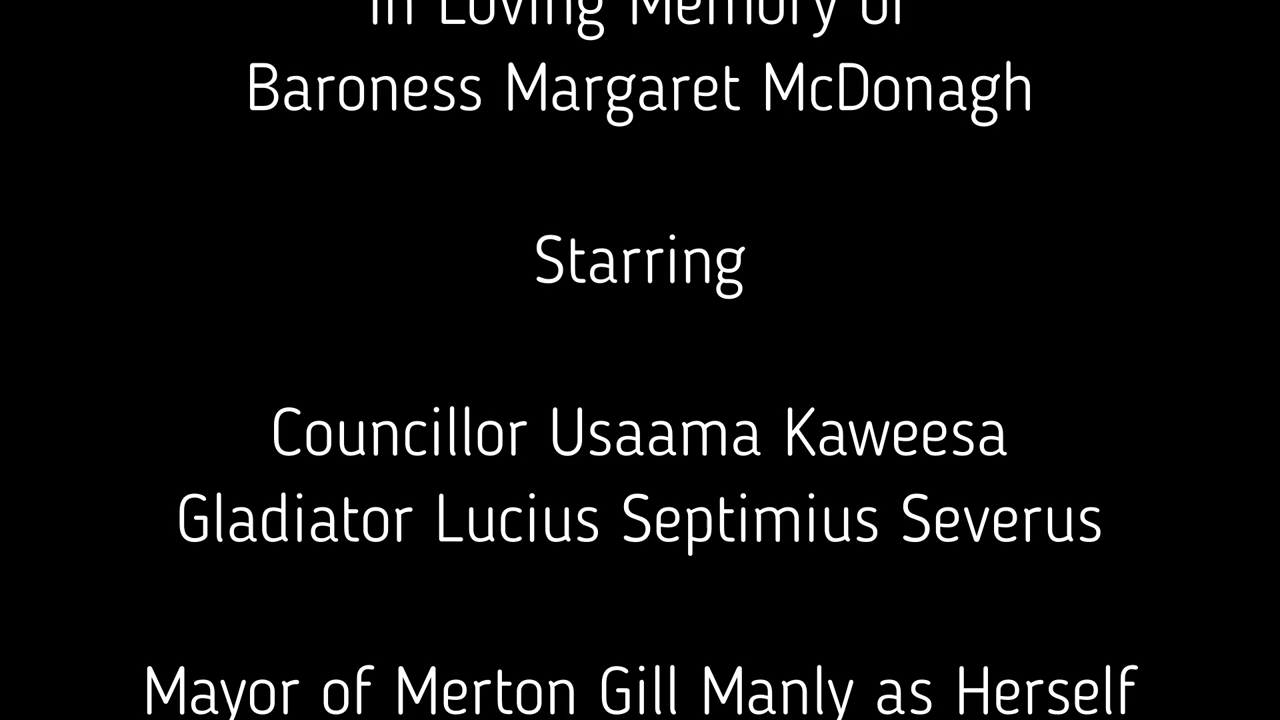 In Loving Memory of
Baroness Margaret McDonagh
Starring
Councillor Usaama Kaweesa
Gladiator Lucius Septimius Severus
Mayor of Merton Gill Manly as Herself